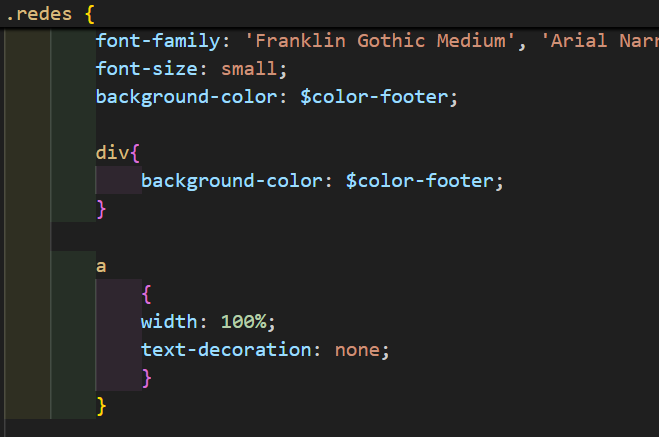 .redes {
font-family: 'Franklin Gothic Medium', 'Arial Narr
font-size: small;
background-color: $color-footer;
div{
background-color: $color-footer;
}
a
{
width: 100%;
text-decoration: none;
}
}